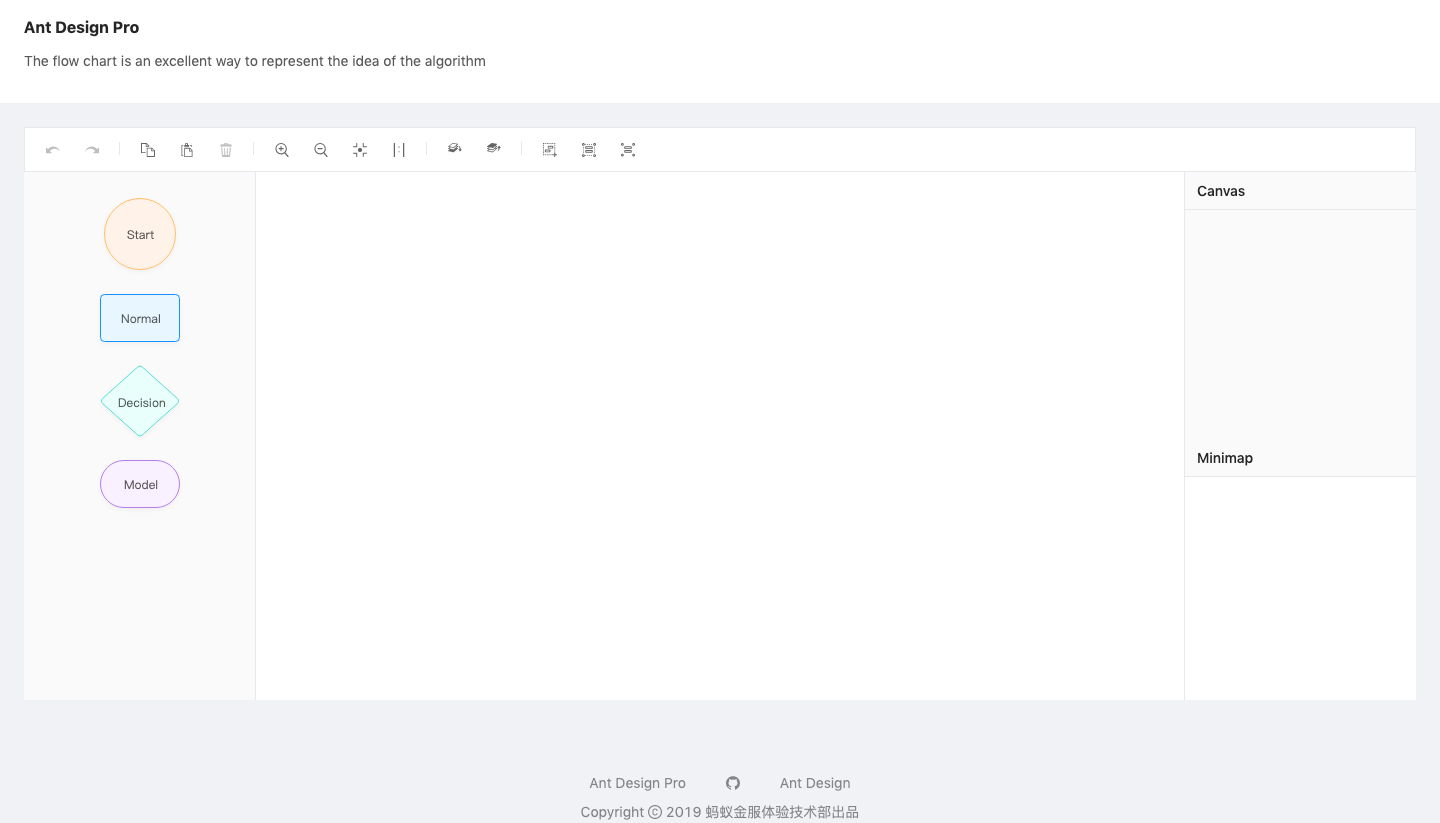 Ant Design Pro
The flow chart is an excellent way to represent the idea of the algorithm
Start
Normal
Decision
Model
Canvas
Minimap
Ant Design Pro
Ant Design
Copyright © 2019 蚂蚁金服体验技术部出品